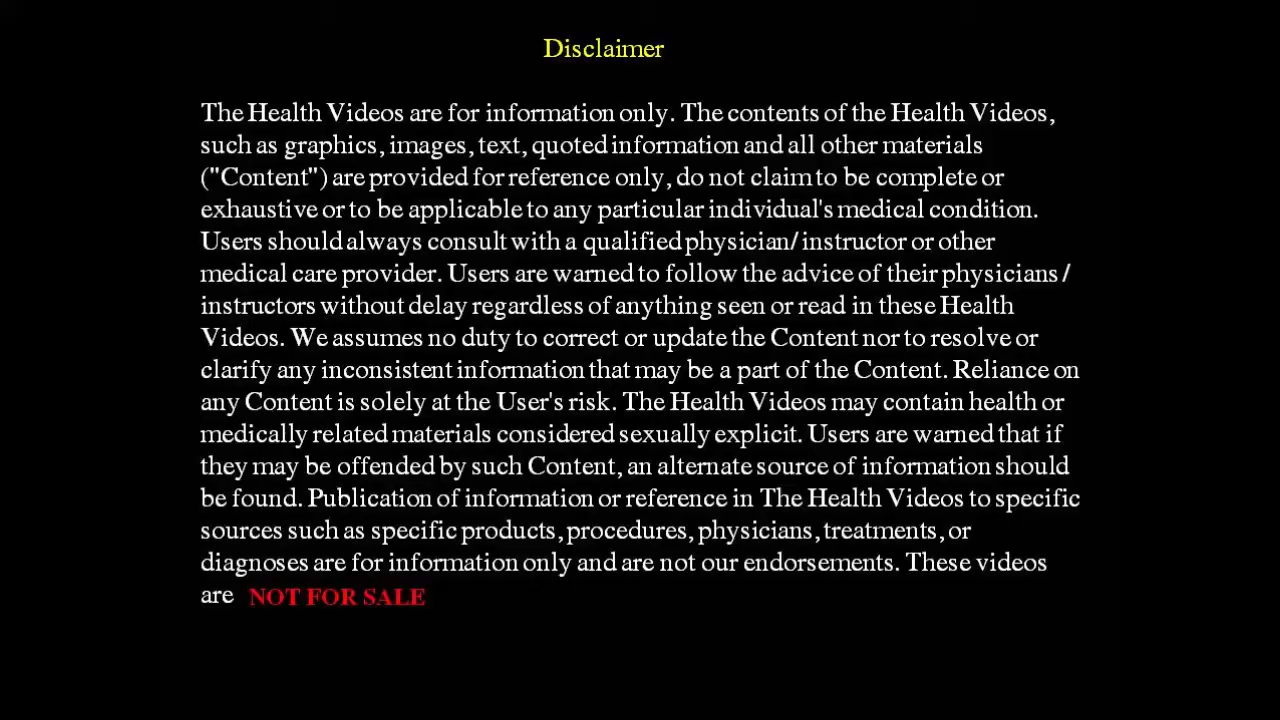 Disclaimer
The Health Videos are for information only. The contents of the Health Videos,
such as graphics, images, text, quoted information and all other materials
("Content") are provided for reference only, do not claim to be complete or
exhaustive or to be applicable to any particular individual's medical condition.
Users should always consult with a qualified physician/ instructor or other
medical care provider. Users are warned to follow the advice of their physicians /
instructors without delay regardless of anything seen or read in these Health
Videos. We assumes no duty to correct or update the Content nor to resolve or
clarify any inconsistent information that may be a part of the Content. Reliance on
any Content is solely at the User's risk. The Health Videos may contain health or
medically related materials considered sexually explicit. Users are warned that if
they may be offended by such Content, an alternate source of information should
be found. Publication of information or reference in The Health Videos to specific
sources such as specific products, procedures, physicians, treatments, or
diagnoses are for information only and are not our endorsements. These videos
are NOT FOR SALE